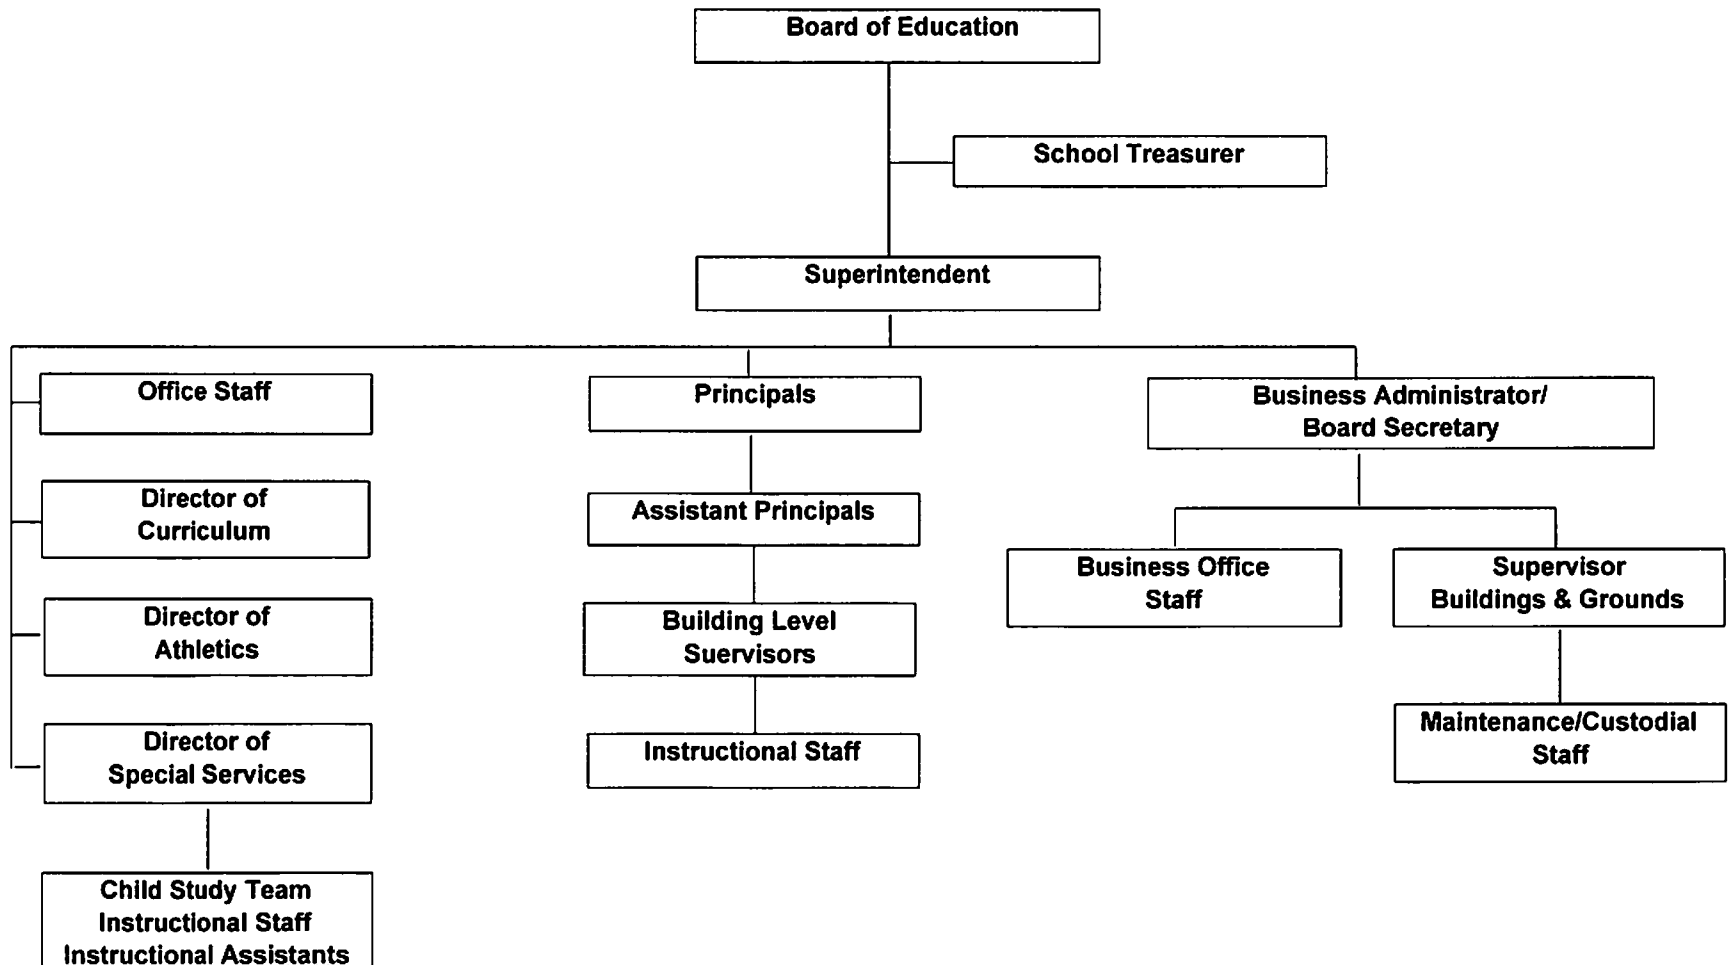 Board of Education
School Treasurer
Superintendent
Office Staff
Principals
Business Administrator/
Board Secretary
Director of
Curriculum
Assistant Principals
Business Office
Staff
Supervisor
Buildings & Grounds
Director of
Athletics
Building Level
Suervisors
Director of
Special Services
Instructional Staff
Maintenance/Custodial
Staff
Child Study Team
Instructional Staff
Instructional Assistants